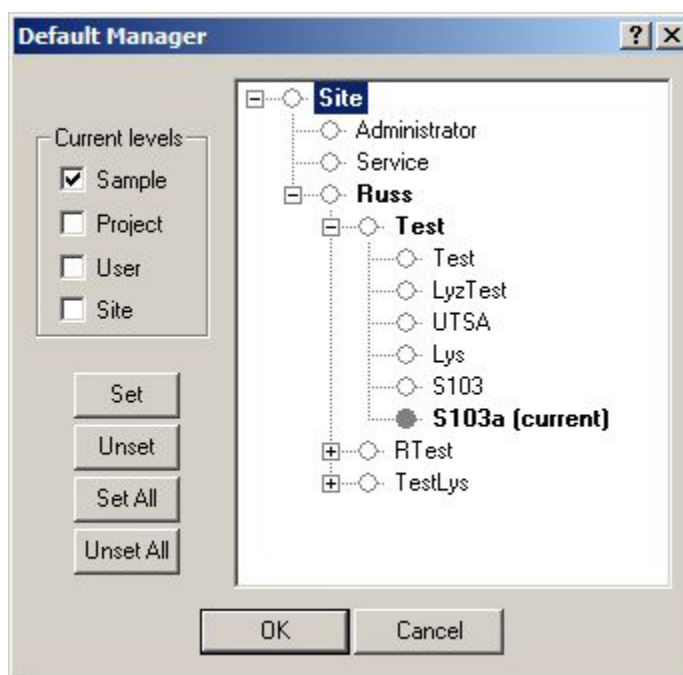 Default Manager
Current levels
Sample
Project
User
Site
Set
Unset
Set All
Unset All
Site
Administrator
Service
Russ
Test
Test
LyzTest
UTSA
Lys
S103
S103a (current)
RTest
TestLys
OK
Cancel